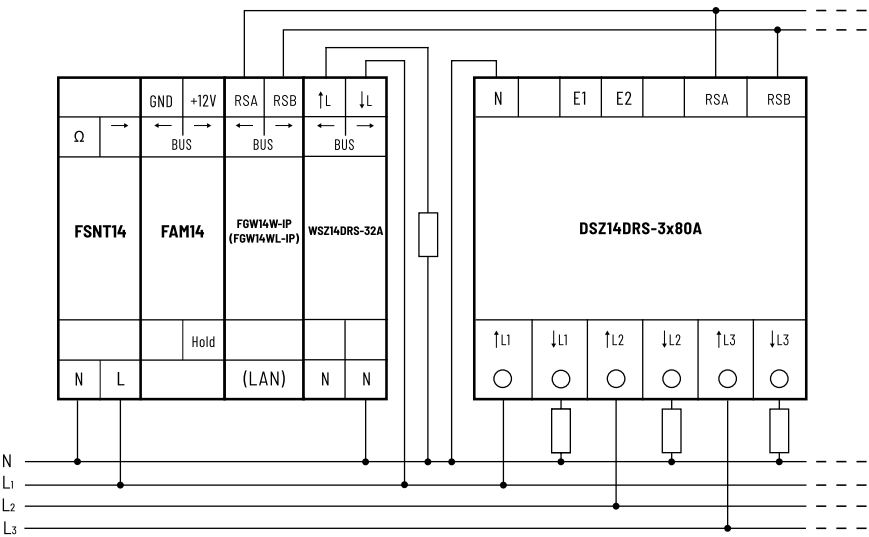 GND +12V RSA RSB ↑L ↓L N E1 E2 RSA RSB
Ω → ← → ← → ← →
BUS BUS BUS
FSNT14 FAM14 FGW14W-IP WSZ14DRS-32A DSZ14DRS-3x80A
(FGW14WL-IP)
Hold ↑L1 ↓L1 ↑L2 ↓L2 ↑L3 ↓L3
N L (LAN) N N
N
L1
L2
L3